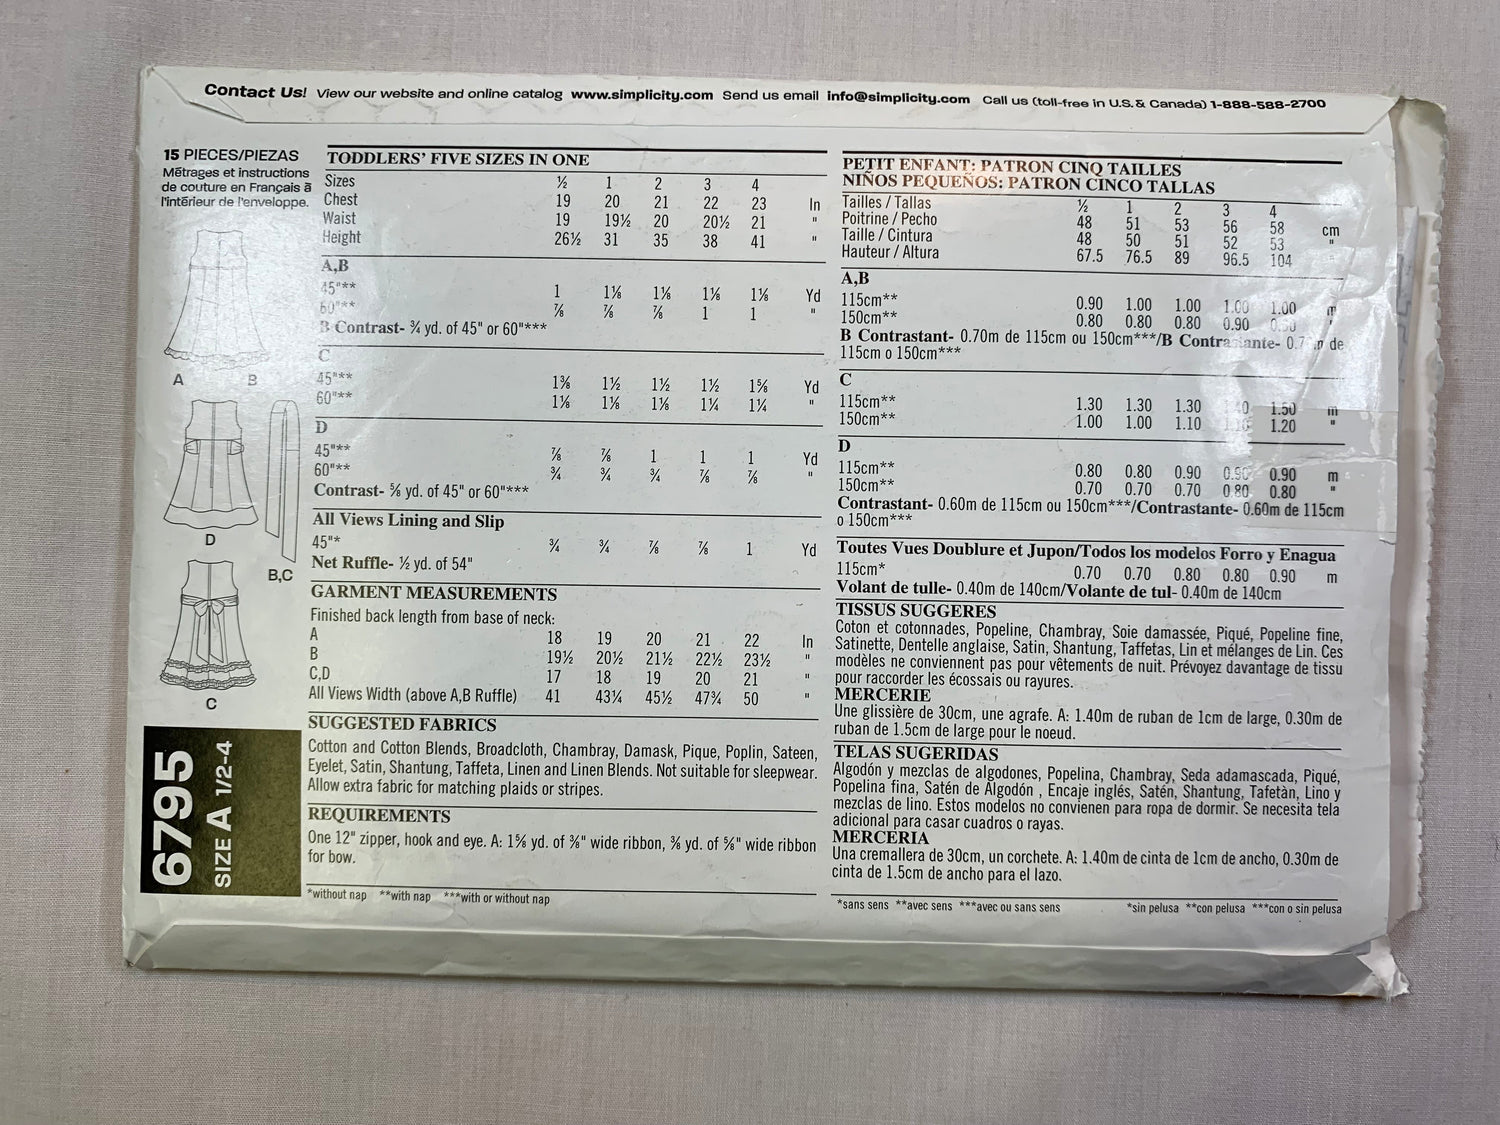 Contact Us! View our website and online catalog www.simplicity.com Send us email info@simplicity.com Call us (toll-free in U.S. & Canada) 1-888-588-2700
15 PIECES/PIEZAS
Métrages et instructions
de couture en Français à
l'intérieur de l'enveloppe.
A B
D
B,C
C
6795
SIZE A 1/2-4
TODDLERS' FIVE SIZES IN ONE
Sizes ½ 1 2 3 4
Chest 19 20 21 22 23 In
Waist 19 19½ 20 20½ 21 "
Height 26½ 31 35 38 41 "
A,B
45"** 1 1⅛ 1⅛ 1⅛ 1⅛ Yd
60"** ⅞ ⅞ ⅞ 1 1 "
B Contrast- ¾ yd. of 45" or 60"***
C
45"** 1⅜ 1½ 1½ 1½ 1⅝ Yd
60"** 1⅛ 1⅛ 1⅛ 1¼ 1¼ "
D
45"** ⅞ ⅞ 1 1 1 Yd
60"** ¾ ¾ ¾ ⅞ ⅞ "
Contrast- ⅝ yd. of 45" or 60"***
All Views Lining and Slip
45"* ¾ ¾ ⅞ ⅞ 1 Yd
Net Ruffle- ½ yd. of 54"
GARMENT MEASUREMENTS
Finished back length from base of neck:
A 18 19 20 21 22 In
B 19½ 20½ 21½ 22½ 23½ "
C,D 17 18 19 20 21 "
All Views Width (above A,B Ruffle) 41 43¼ 45½ 47¾ 50 "
SUGGESTED FABRICS
Cotton and Cotton Blends, Broadcloth, Chambray, Damask, Pique, Poplin, Sateen,
Eyelet, Satin, Shantung, Taffeta, Linen and Linen Blends. Not suitable for sleepwear.
Allow extra fabric for matching plaids or stripes.
REQUIREMENTS
One 12" zipper, hook and eye. A: 1⅝ yd. of ⅜" wide ribbon, ⅜ yd. of ⅝" wide ribbon
for bow.
*without nap **with nap ***with or without nap
PETIT ENFANT: PATRON CINQ TAILLES
NIÑOS PEQUEÑOS: PATRON CINCO TALLAS
Tailles / Tallas ½ 1 2 3 4
Poitrine / Pecho 48 51 53 56 58 cm
Taille / Cintura 48 50 51 52 53 "
Hauteur / Altura 67.5 76.5 89 96.5 104 "
A,B
115cm** 0.90 1.00 1.00 1.00 1.00 m
150cm** 0.80 0.80 0.80 0.90 "
B Contrastant- 0.70m de 115cm ou 150cm***/B Contrastante- de
115cm o 150cm***
C
115cm** 1.30 1.30 1.30 1.50 m
150cm** 1.00 1.00 1.10 1.20 "
D
115cm** 0.80 0.80 0.90 0.90 0.90 m
150cm** 0.70 0.70 0.70 0.80 0.80 "
Contrastant- 0.60m de 115cm ou 150cm***/Contrastante- 0.60m de 115cm
o 150cm***
Toutes Vues Doublure et Jupon/Todos los modelos Forro y Enagua
115cm* 0.70 0.70 0.80 0.80 0.90 m
Volant de tulle- 0.40m de 140cm/Volante de tul- 0.40m de 140cm
TISSUS SUGGERES
Coton et cotonnades, Popeline, Chambray, Soie damassée, Piqué, Popeline fine,
Satinette, Dentelle anglaise, Satin, Shantung, Taffetas, Lin et mélanges de Lin. Ces
modèles ne conviennent pas pour vêtements de nuit. Prévoyez davantage de tissu
pour raccorder les écossais ou rayures.
MERCERIE
Une glissière de 30cm, une agrafe. A: 1.40m de ruban de 1cm de large, 0.30m de
ruban de 1.5cm de large pour le noeud.
TELAS SUGERIDAS
Algodón y mezclas de algodones, Popelina, Chambray, Seda adamascada, Piqué,
Popelina fina, Satén de Algodón , Encaje inglés, Satén, Shantung, Tafetàn, Lino y
mezclas de lino. Estos modelos no convienen para ropa de dormir. Se necesita tela
adicional para casar cuadros o rayas.
MERCERIA
Una cremallera de 30cm, un corchete. A: 1.40m de cinta de 1cm de ancho, 0.30m de
cinta de 1.5cm de ancho para el lazo.
*sans sens **avec sens ***avec ou sans sens *sin pelusa **con pelusa ***con o sin pelusa